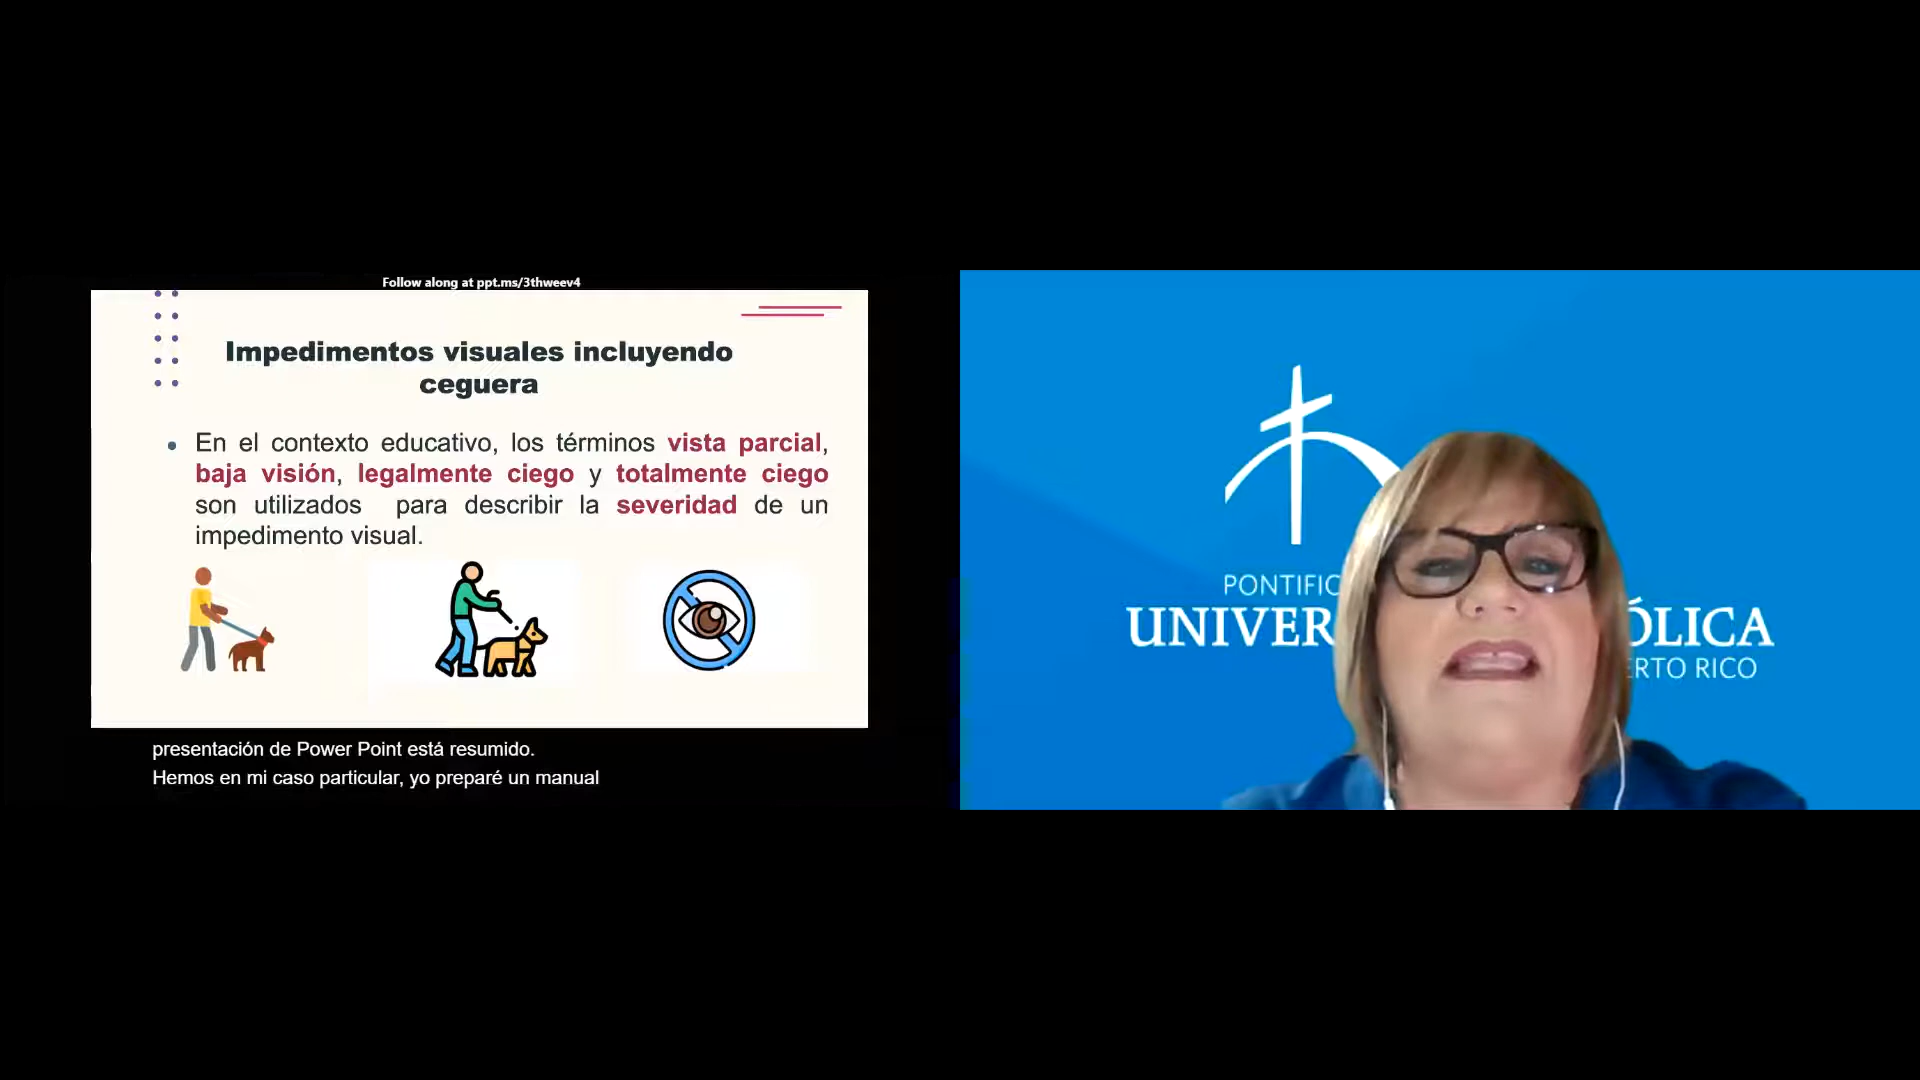 Follow along at ppt.ms/3thweev4
Impedimentos visuales incluyendo
ceguera
• En el contexto educativo, los términos vista parcial,
baja visión, legalmente ciego y totalmente ciego
son utilizados para describir la severidad de un
impedimento visual.
presentación de Power Point está resumido.
Hemos en mi caso particular, yo preparé un manual
PONTIFIC
UNIVER ÓLICA
ERTO RICO